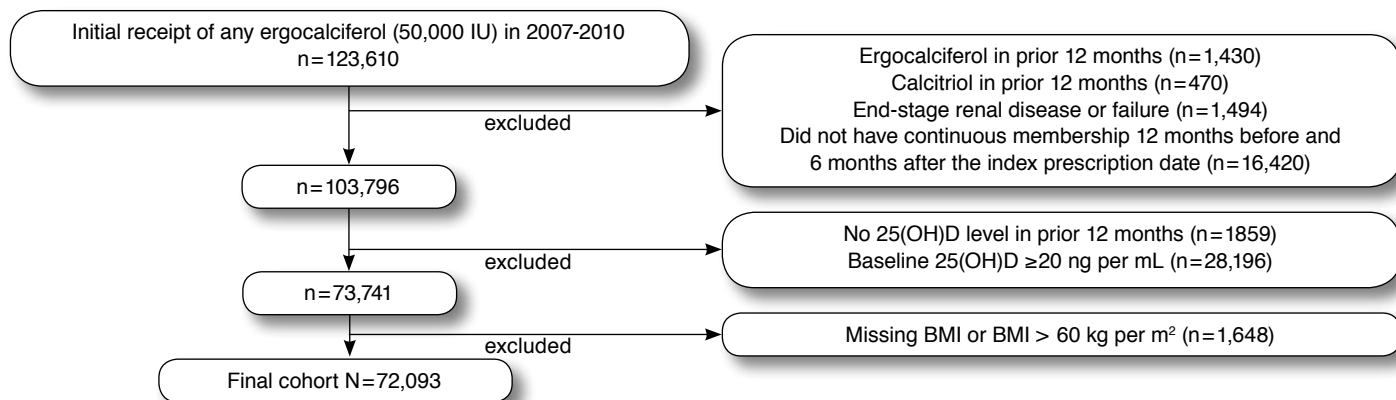 Initial receipt of any ergocalciferol (50,000 IU) in 2007-2010
n=123,610
excluded
Ergocalciferol in prior 12 months (n=1,430)
Calcitriol in prior 12 months (n=470)
End-stage renal disease or failure (n=1,494)
Did not have continuous membership 12 months before and
6 months after the index prescription date (n=16,420)
n=103,796
excluded
No 25(OH)D level in prior 12 months (n=1859)
Baseline 25(OH)D ≥20 ng per mL (n=28,196)
n=73,741
excluded
Missing BMI or BMI > 60 kg per m² (n=1,648)
Final cohort N=72,093